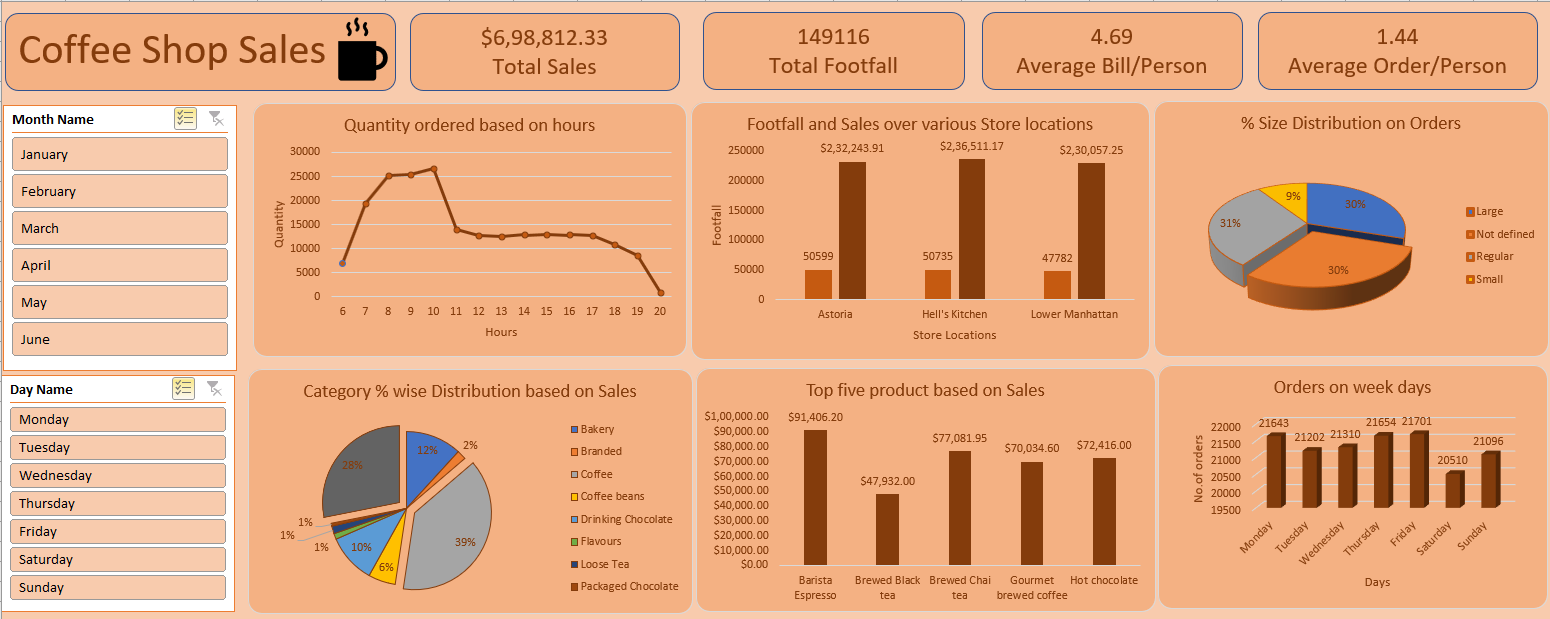 Coffee Shop Sales
$6,98,812.33
Total Sales
149116
Total Footfall
4.69
Average Bill/Person
1.44
Average Order/Person
Month Name
January
February
March
April
May
June
Day Name
Monday
Tuesday
Wednesday
Thursday
Friday
Saturday
Sunday
Quantity ordered based on hours
30000
25000
20000
15000
10000
5000
0
Quantity
6 7 8 9 10 11 12 13 14 15 16 17 18 19 20
Hours
Footfall and Sales over various Store locations
250000
200000
150000
100000
50000
0
Footfall
$2,32,243.91 $2,36,511.17 $2,30,057.25
50599 50735 47782
Astoria Hell's Kitchen Lower Manhattan
Store Locations
% Size Distribution on Orders
9% 30%
31%
30%
Large
Not defined
Regular
Small
Category % wise Distribution based on Sales
12% 2%
28%
39%
1%
1%
1% 10%
6%
Bakery
Branded
Coffee
Coffee beans
Drinking Chocolate
Flavours
Loose Tea
Packaged Chocolate
Top five product based on Sales
$1,00,000.00
$90,000.00
$80,000.00
$70,000.00
$60,000.00
$50,000.00
$40,000.00
$30,000.00
$20,000.00
$10,000.00
$0.00
$91,406.20
$47,932.00
$77,081.95
$70,034.60
$72,416.00
Barista Espresso
Brewed Black tea
Brewed Chai tea
Gourmet brewed coffee
Hot chocolate
Orders on week days
22000
21500
21000
20500
20000
19500
No.of orders
21643 21202 21310 21654 21701 20510 21096
Monday Tuesday Wednesday Thursday Friday Saturday Sunday
Days